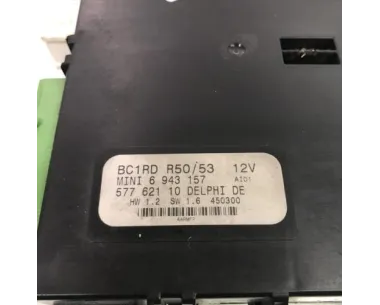 BC1RD R50/53 12V
MINI 6 943 157 AI01
577 621 10 DELPHI DE
HW 1.2 SW 1.6 450300